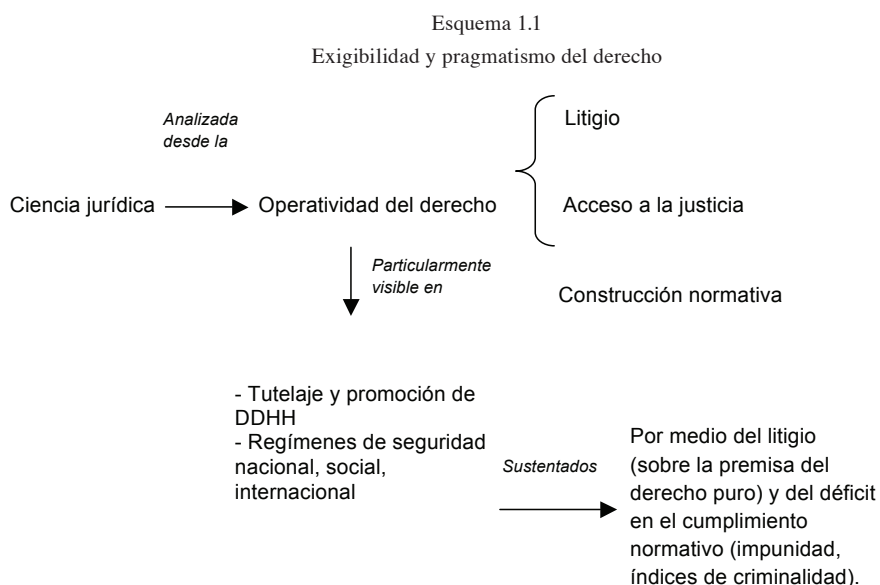 Esquema 1.1
Exigibilidad y pragmatismo del derecho
Analizada
desde la
Litigio
Ciencia jurídica
Operatividad del derecho
Acceso a la justicia
Particularmente
visible en
Construcción normativa
- Tutelaje y promoción de
DDHH
- Regímenes de seguridad
nacional, social,
internacional
Sustentados
Por medio del litigio
(sobre la premisa del
derecho puro) y del déficit
en el cumplimiento
normativo (impunidad,
índices de criminalidad).